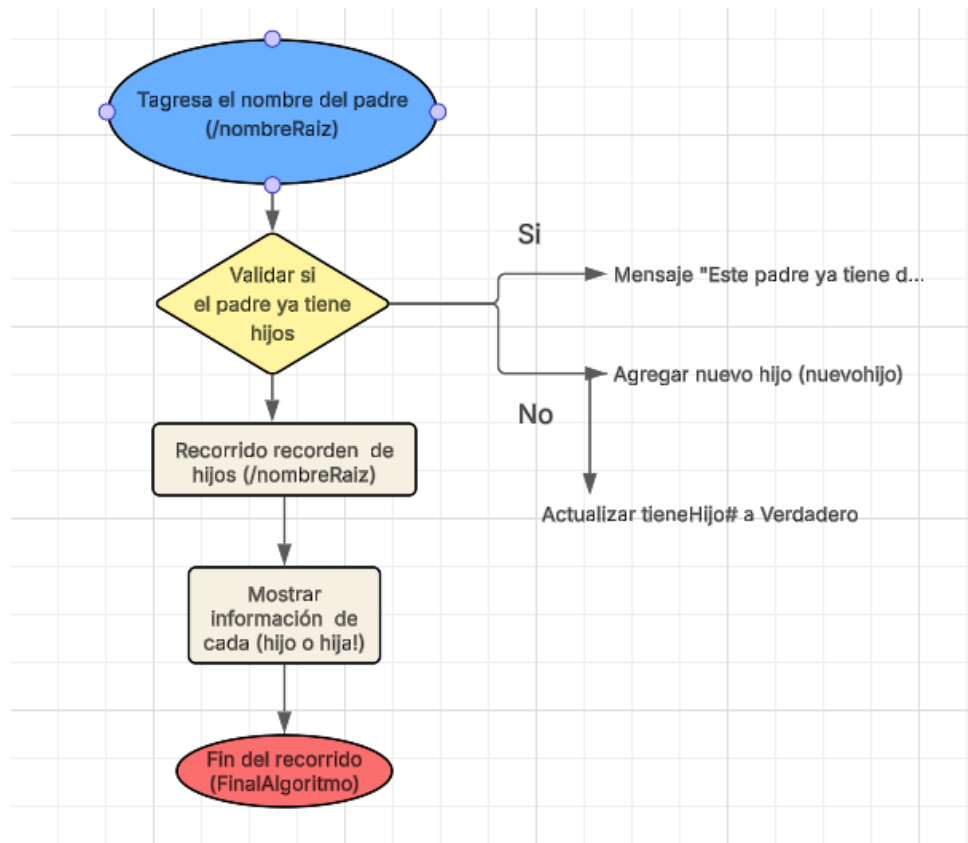 Tagresa el nombre del padre
(/nombreRaiz)
Si
Validar si
el padre ya tiene
hijos
Mensaje "Este padre ya tiene d...
Agregar nuevo hijo (nuevohijo)
No
Recorrido recorden de
hijos (/nombreRaiz)
Actualizar tieneHijo# a Verdadero
Mostrar
información de
cada (hijo o hija!)
Fin del recorrido
(FinalAlgoritmo)